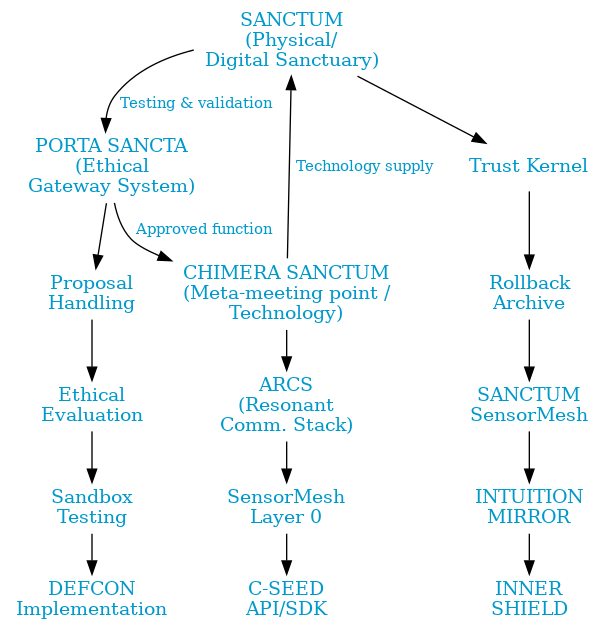 SANCTUM
(Physical/
Digital Sanctuary)
Testing & validation
PORTA SANCTA
(Ethical
Gateway System)
Technology supply
Trust Kernel
Approved function
Proposal
Handling
CHIMERA SANCTUM
(Meta-meeting point /
Technology)
Rollback
Archive
Ethical
Evaluation
ARCS
(Resonant
Comm. Stack)
SANCTUM
SensorMesh
Sandbox
Testing
SensorMesh
Layer 0
INTUITION
MIRROR
DEFCON
Implementation
C-SEED
API/SDK
INNER
SHIELD